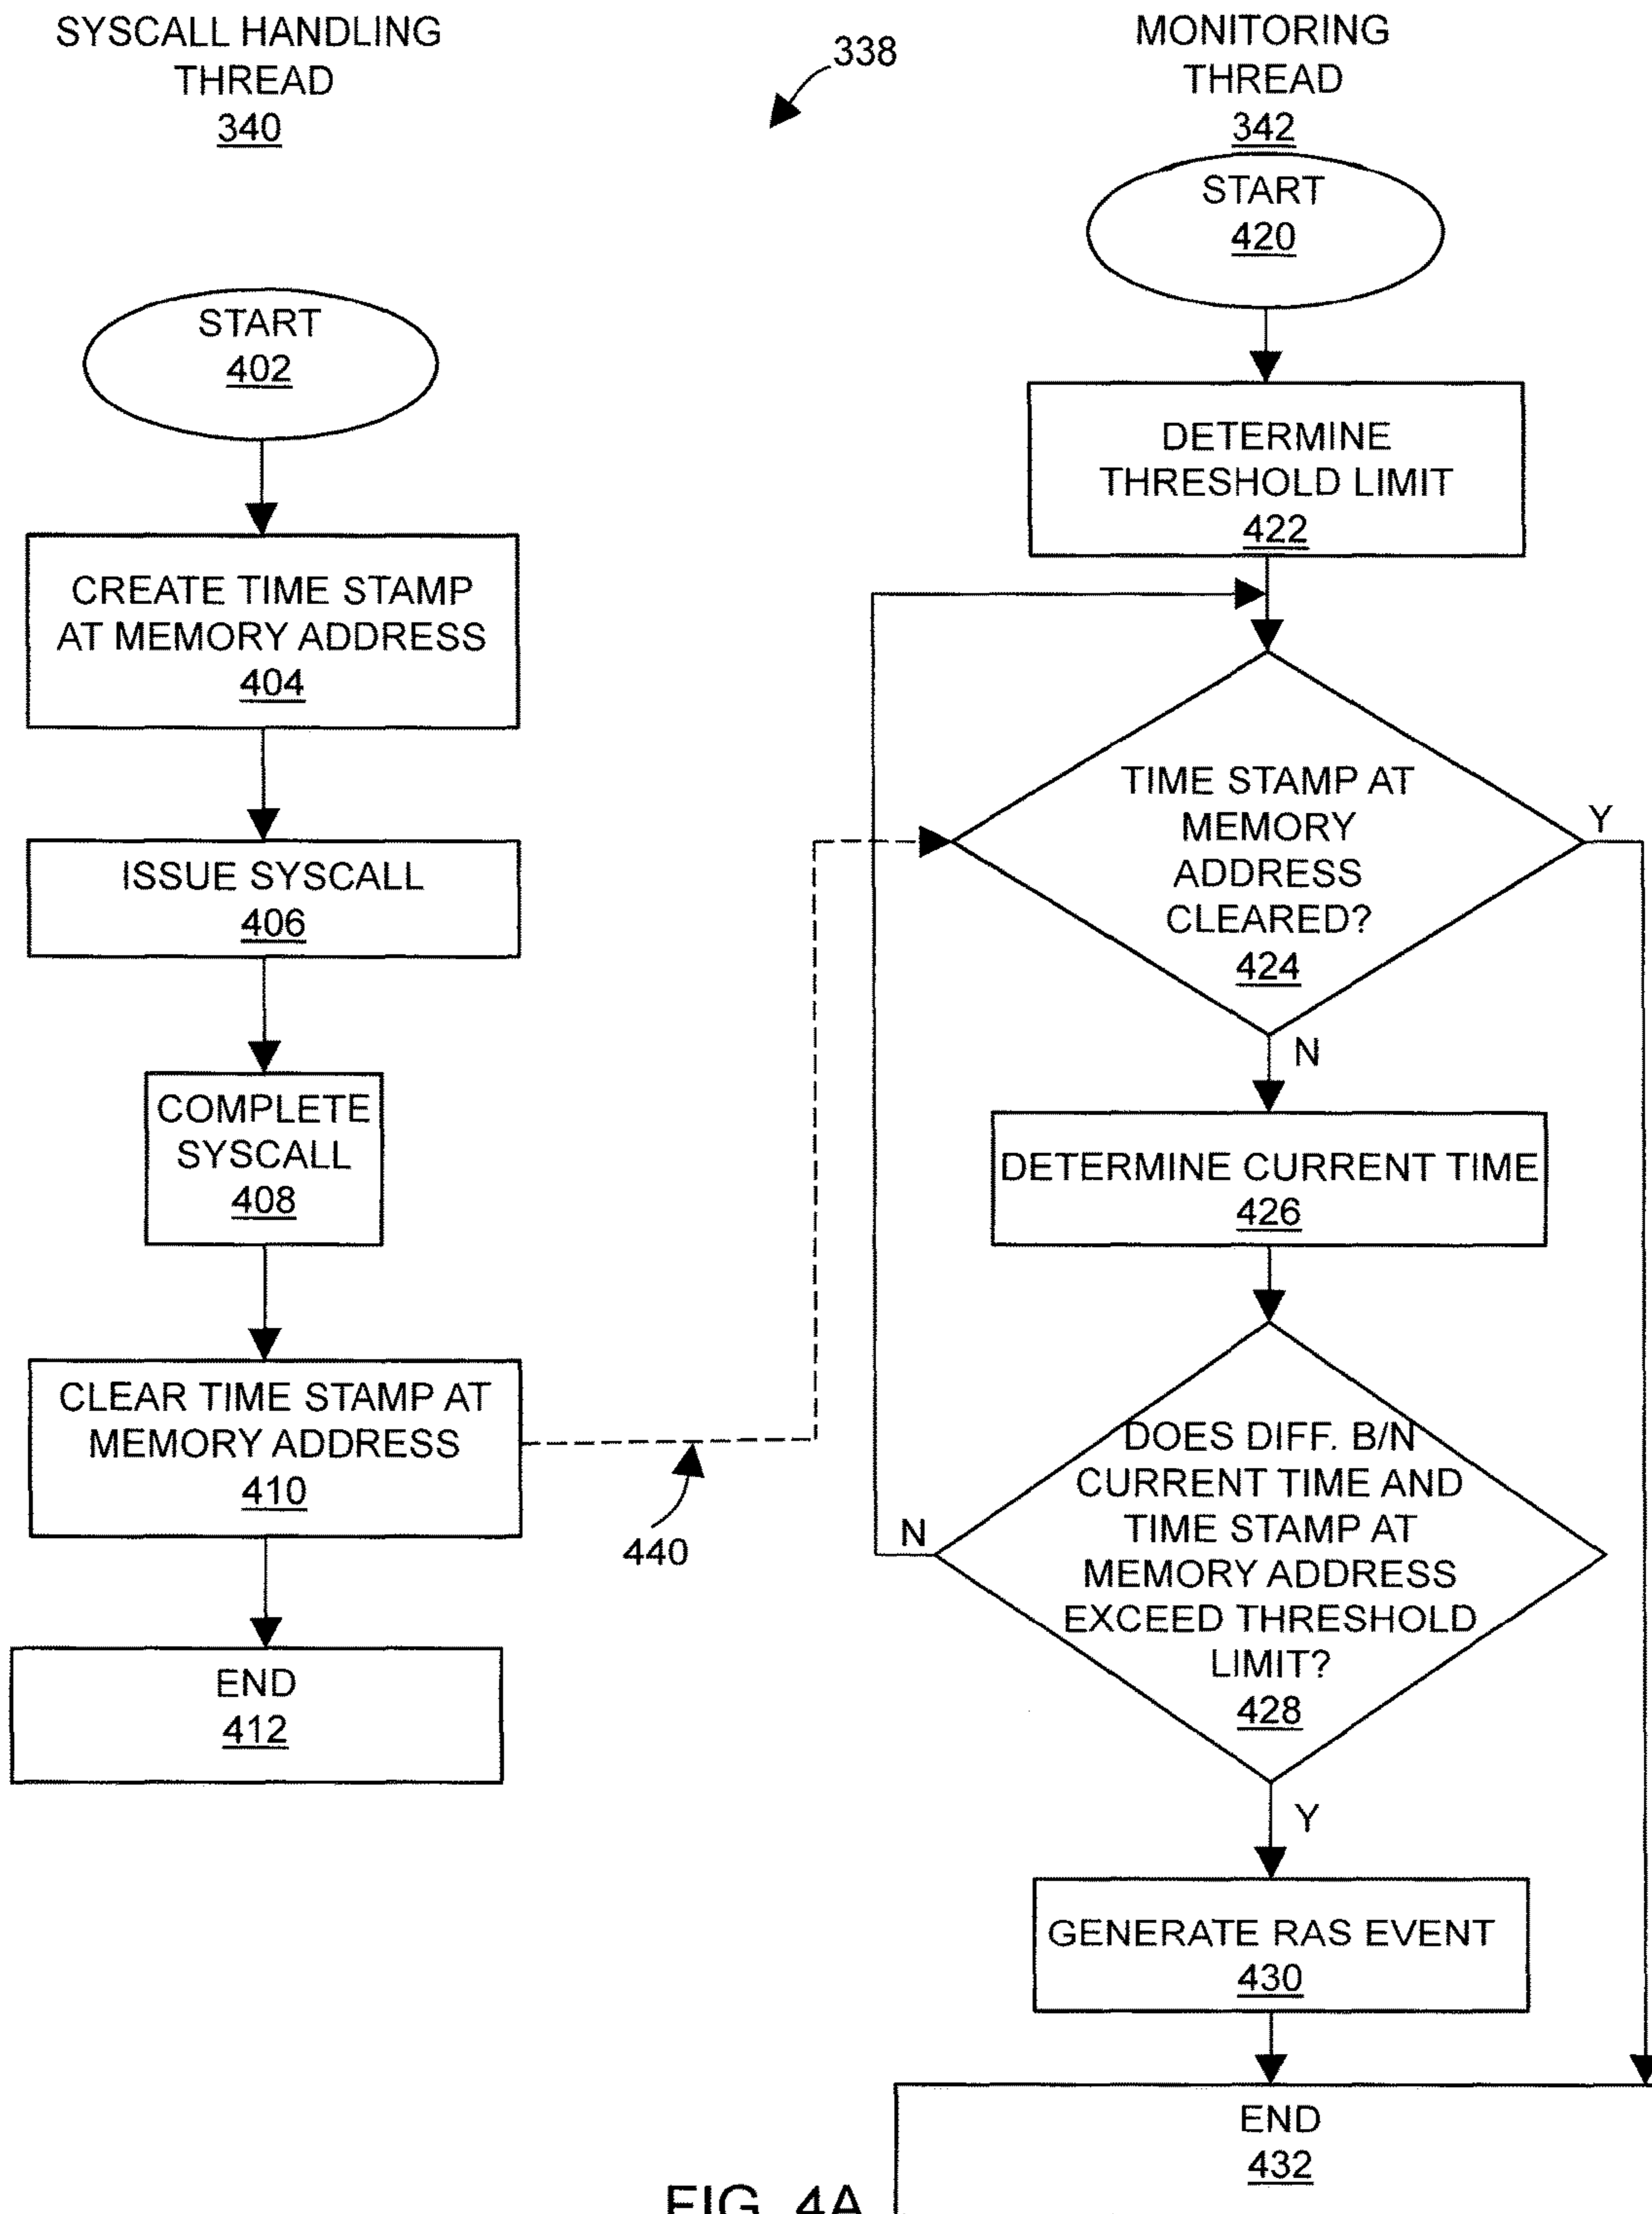 SYSCALL HANDLING
THREAD
340
338
MONITORING
THREAD
342
START
402
CREATE TIME STAMP
AT MEMORY ADDRESS
404
ISSUE SYSCALL
406
COMPLETE
SYSCALL
408
CLEAR TIME STAMP AT
MEMORY ADDRESS
410
END
412
440
START
420
DETERMINE
THRESHOLD LIMIT
422
TIME STAMP AT
MEMORY
ADDRESS
CLEARED?
424
Y
N
DETERMINE CURRENT TIME
426
DOES DIFF. B/N
CURRENT TIME AND
TIME STAMP AT
MEMORY ADDRESS
EXCEED THRESHOLD
LIMIT?
428
N
Y
GENERATE RAS EVENT
430
END
432
FIG. 4A